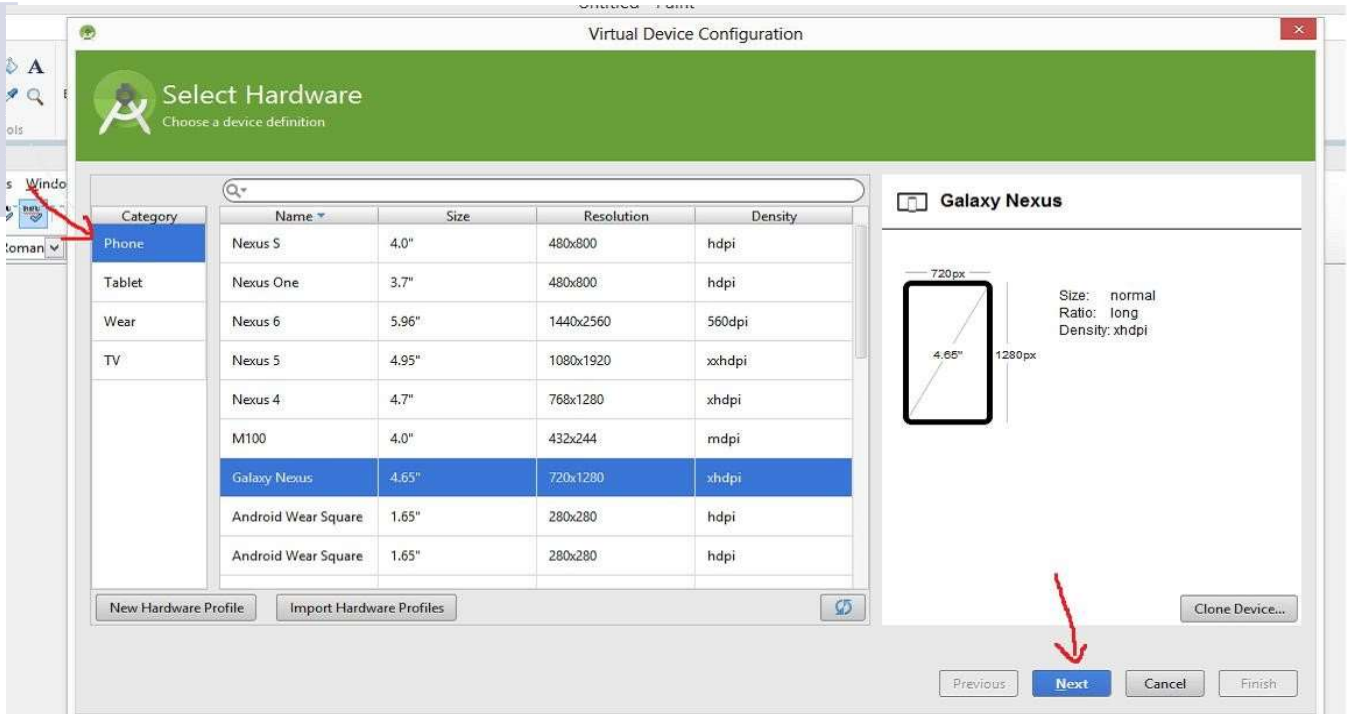 Untitled - Paint
Virtual Device Configuration
A
ols
s Windo
Roman
Select Hardware
Choose a device definition
Category
Phone
Tablet
Wear
TV
Name Size Resolution Density
Nexus S 4.0" 480x800 hdpi
Nexus One 3.7" 480x800 hdpi
Nexus 6 5.96" 1440x2560 560dpi
Nexus 5 4.95" 1080x1920 xxhdpi
Nexus 4 4.7" 768x1280 xhdpi
M100 4.0" 432x244 mdpi
Galaxy Nexus 4.65" 720x1280 xhdpi
Android Wear Square 1.65" 280x280 hdpi
Android Wear Square 1.65" 280x280 hdpi
New Hardware Profile Import Hardware Profiles
Galaxy Nexus
720px
4.65" 1280px
Size: normal
Ratio: long
Density: xhdpi
Clone Device...
Previous Next Cancel Finish